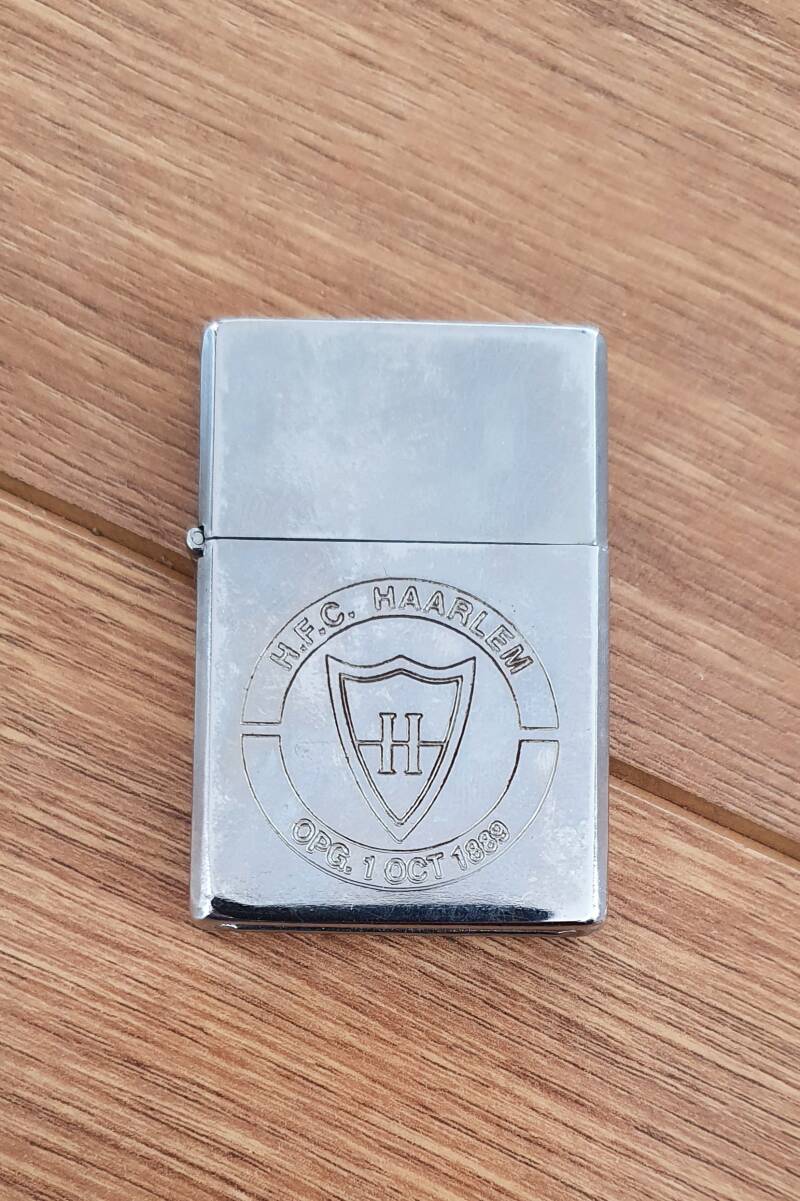 H.F.C. HAARLEM
H
OPG. 1 OCT 1889